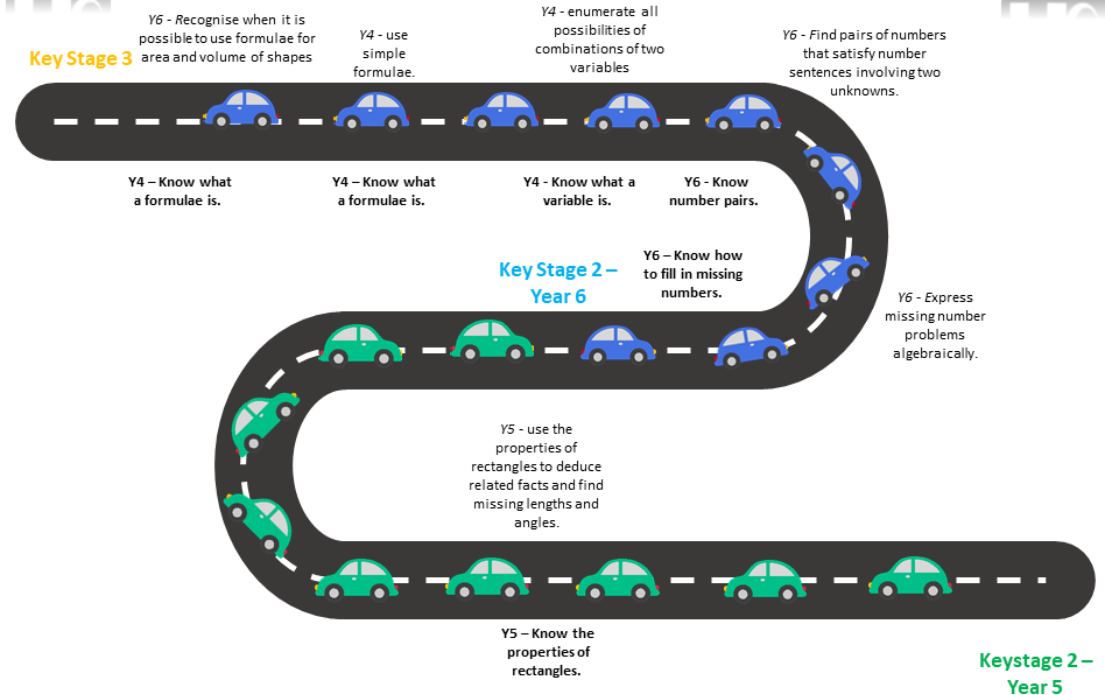 Y6 - Recognise when it is
possible to use formulae for
area and volume of shapes
Key Stage 3
Y4 - use
simple
formulae.
Y4 - enumerate all
possibilities of
combinations of two
variables
Y6 - Find pairs of numbers
that satisfy number
sentences involving two
unknowns.
Y4 – Know what
a formulae is.
Y4 – Know what
a formulae is.
Y4 - Know what a
variable is.
Y6 - Know
number pairs.
Key Stage 2 –
Year 6
Y6 – Know how
to fill in missing
numbers.
Y6 - Express
missing number
problems
algebraically.
Y5 - use the
properties of
rectangles to deduce
related facts and find
missing lengths and
angles.
Y5 – Know the
properties of
rectangles.
Keystage 2 –
Year 5